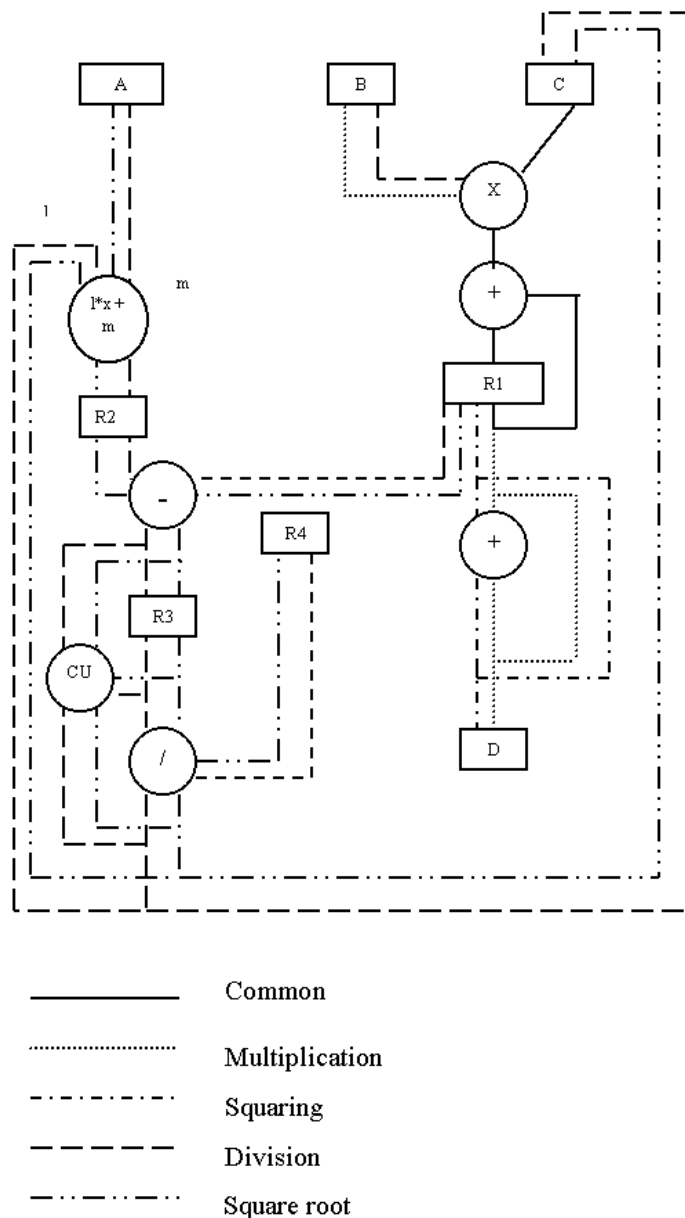 A
B
C
X
l
m
l*x+
m
+
R1
R2
-
R4
+
R3
CU
/
D
Common
Multiplication
Squaring
Division
Square root